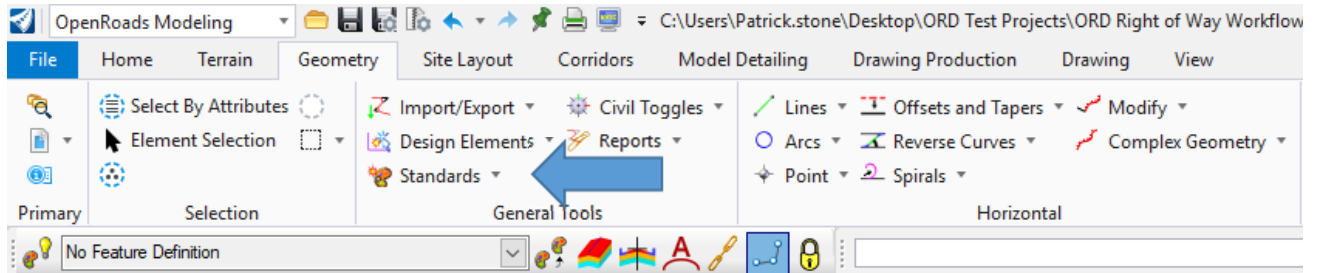 OpenRoads Modeling C:\Users\Patrick.stone\Desktop\ORD Test Projects\ORD Right of Way Workflow
File Home Terrain Geometry Site Layout Corridors Model Detailing Drawing Production Drawing View
Select By Attributes Import/Export Civil Toggles Lines Offsets and Tapers Modify
Element Selection Design Elements Reports Arcs Reverse Curves Complex Geometry
Standards Point Spirals
Primary Selection General Tools Horizontal
No Feature Definition